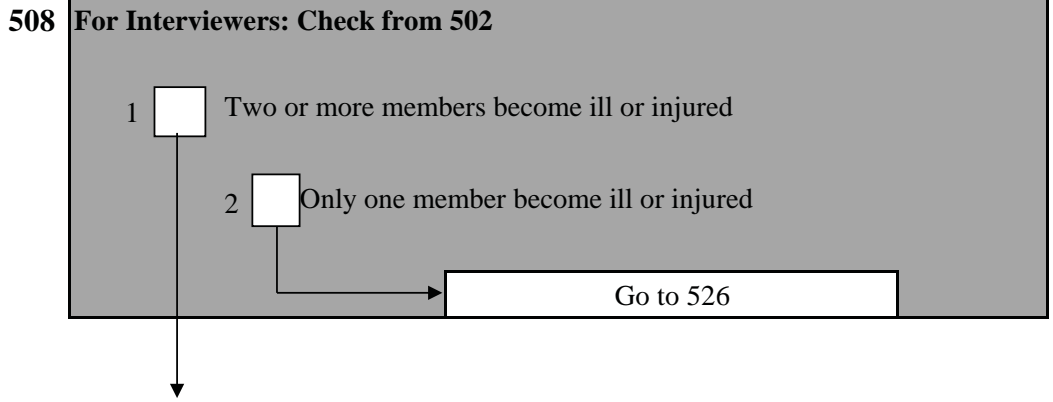 508 For Interviewers: Check from 502
1 Two or more members become ill or injured
2 Only one member become ill or injured
Go to 526